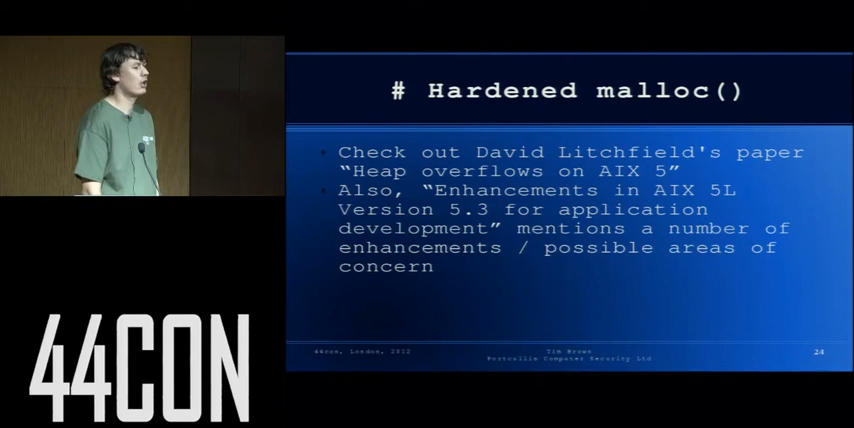 # Hardened malloc()
Check out David Litchfield's paper
“Heap overflows on AIX 5”
Also, “Enhancements in AIX 5L
Version 5.3 for application
development” mentions a number of
enhancements / possible areas of
concern
44con, London, 2012
Tim Brown
Portcullis Computer Security Ltd
24
44CON